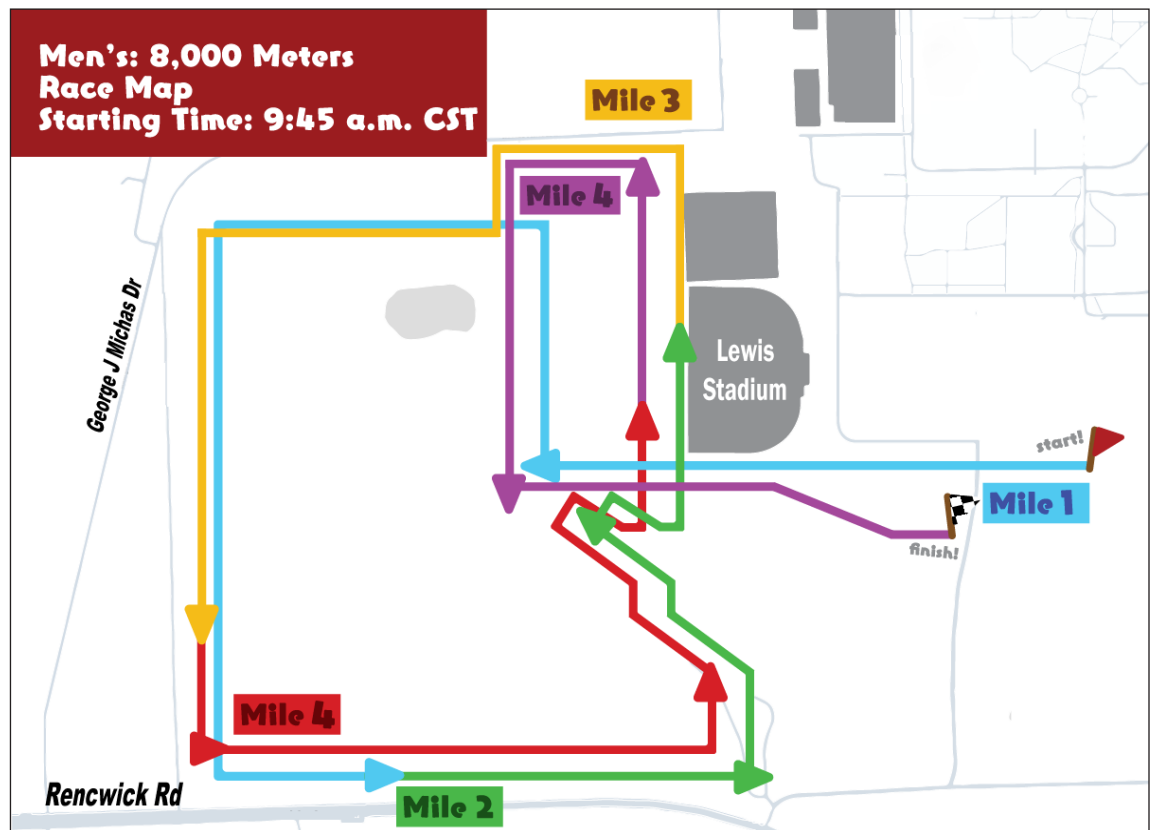 Men's: 8,000 Meters
Race Map
Starting Time: 9:45 a.m. CST
Mile 3
Mile 4
George J Michas Dr
Lewis
Stadium
start!
Mile 1
finish!
Mile 4
Rencwick Rd
Mile 2